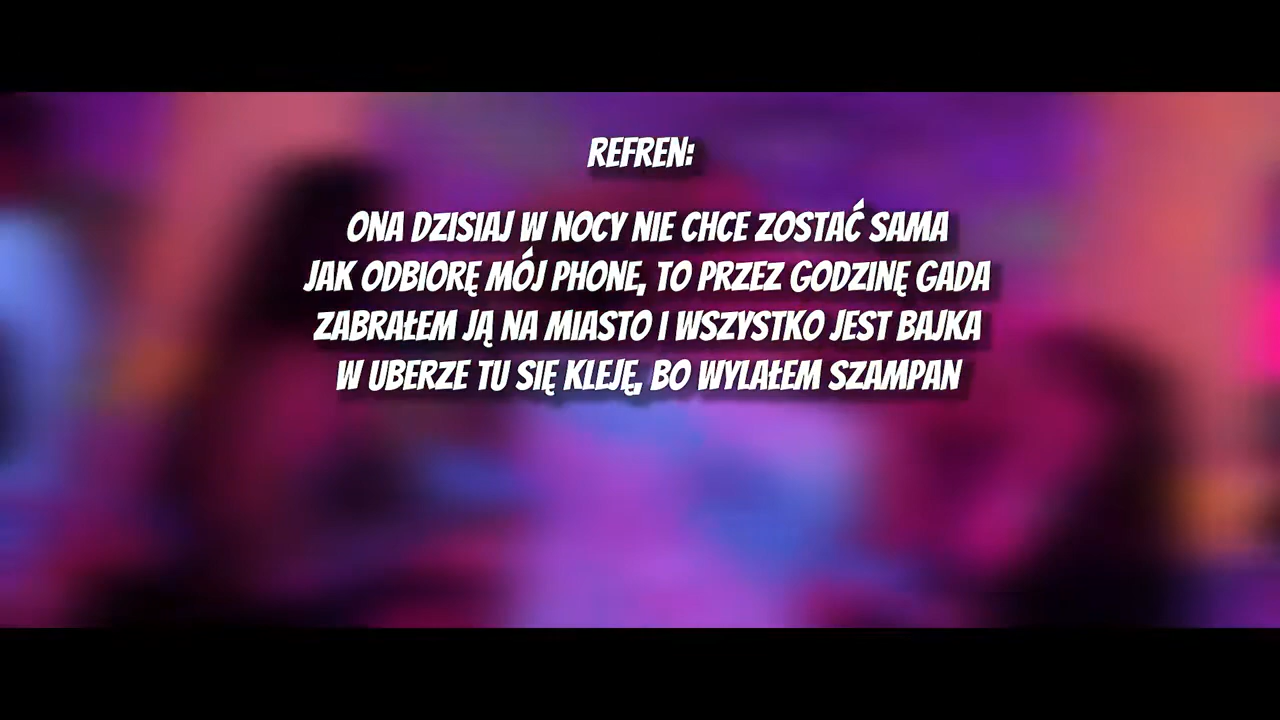 REFREN:
ONA DZISIAJ W NOCY NIE CHCE ZOSTAĆ SAMA
JAK ODBIORĘ MÓJ PHONE, TO PRZEZ GODZINĘ GADA
ZABRAŁEM JĄ NA MIASTO I WSZYSTKO JEST BAJKA
W UBERZE TU SIĘ KLEJĘ, BO WYLAŁEM SZAMPAN